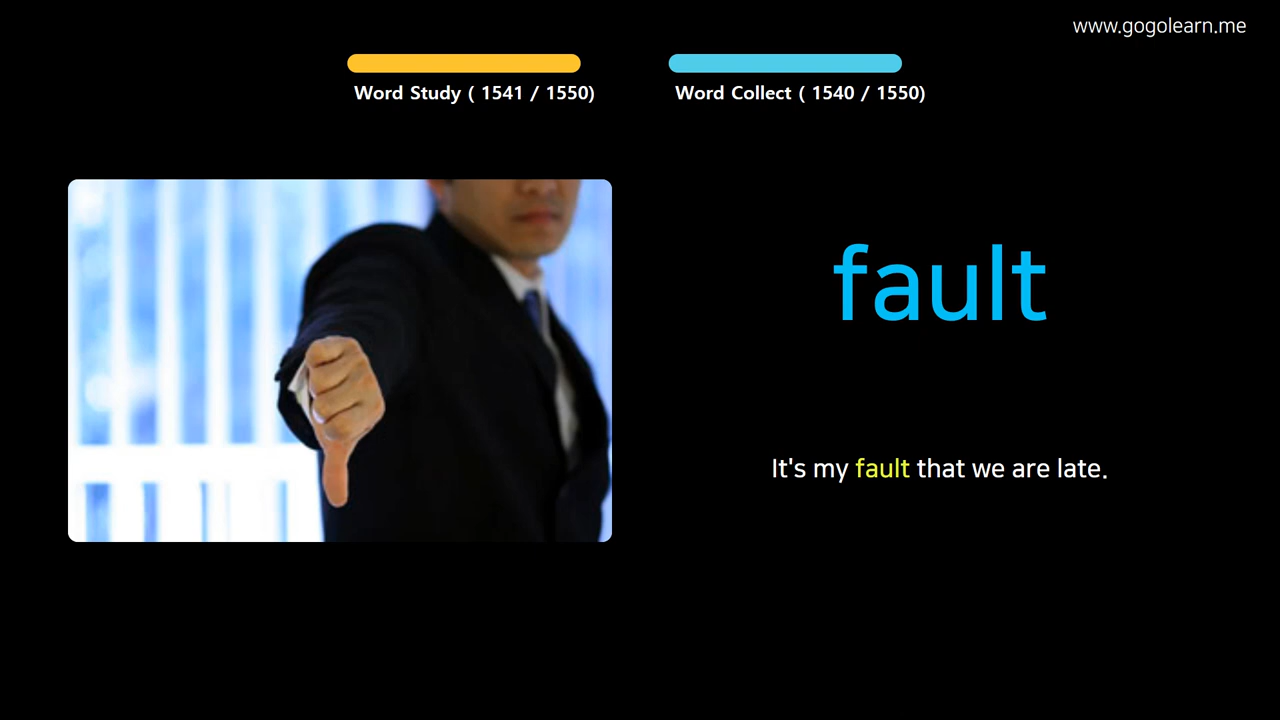 www.gogolearn.me
Word Study ( 1541 / 1550)
Word Collect ( 1540 / 1550)
fault
It's my fault that we are late.